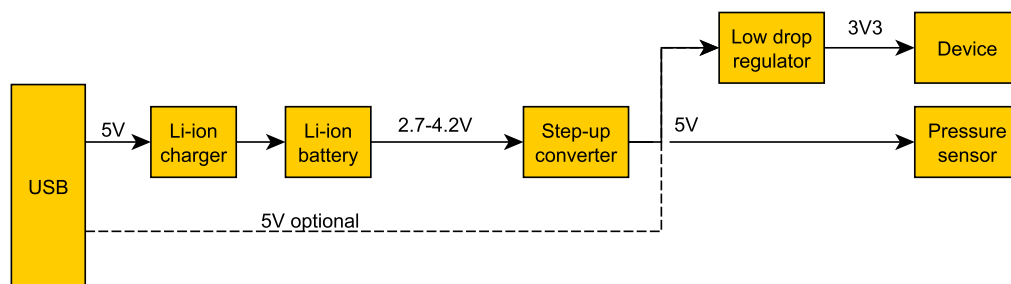 Low drop
regulator
3V3
Device
USB
5V
Li-ion
charger
Li-ion
battery
2.7-4.2V
Step-up
converter
5V
Pressure
sensor
5V optional